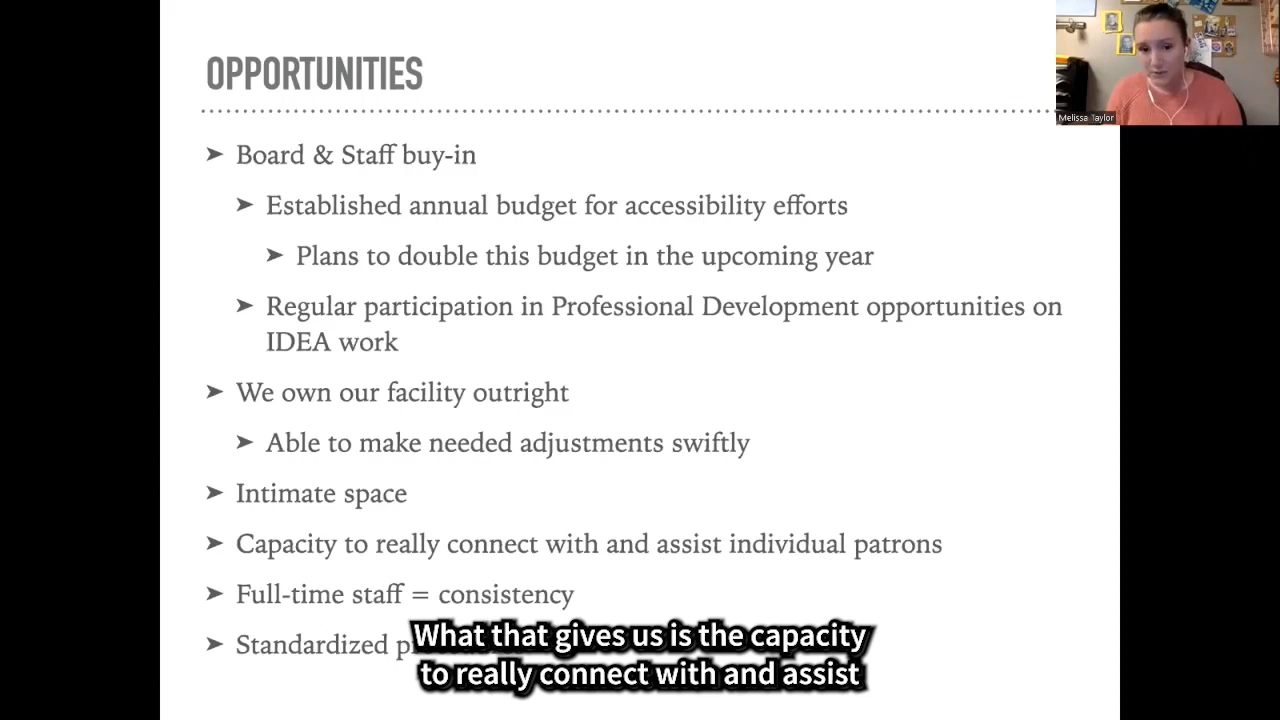 OPPORTUNITIES
Melissa Taylor
➤ Board & Staff buy-in
➤ Established annual budget for accessibility efforts
➤ Plans to double this budget in the upcoming year
➤ Regular participation in Professional Development opportunities on
IDEA work
➤ We own our facility outright
➤ Able to make needed adjustments swiftly
➤ Intimate space
➤ Capacity to really connect with and assist individual patrons
➤ Full-time staff = consistency
➤ Standardized
What that gives us is the capacity
to really connect with and assist